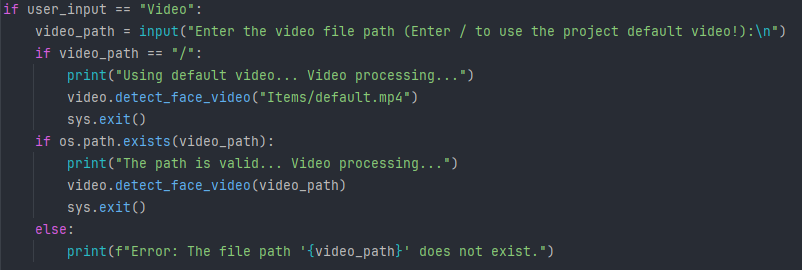 if user_input == "Video":
    video_path = input("Enter the video file path (Enter / to use the project default video!):\n")
    if video_path == "/":
        print("Using default video... Video processing...")
        video.detect_face_video("Items/default.mp4")
        sys.exit()
    if os.path.exists(video_path):
        print("The path is valid... Video processing...")
        video.detect_face_video(video_path)
        sys.exit()
    else:
        print(f"Error: The file path '{video_path}' does not exist.")